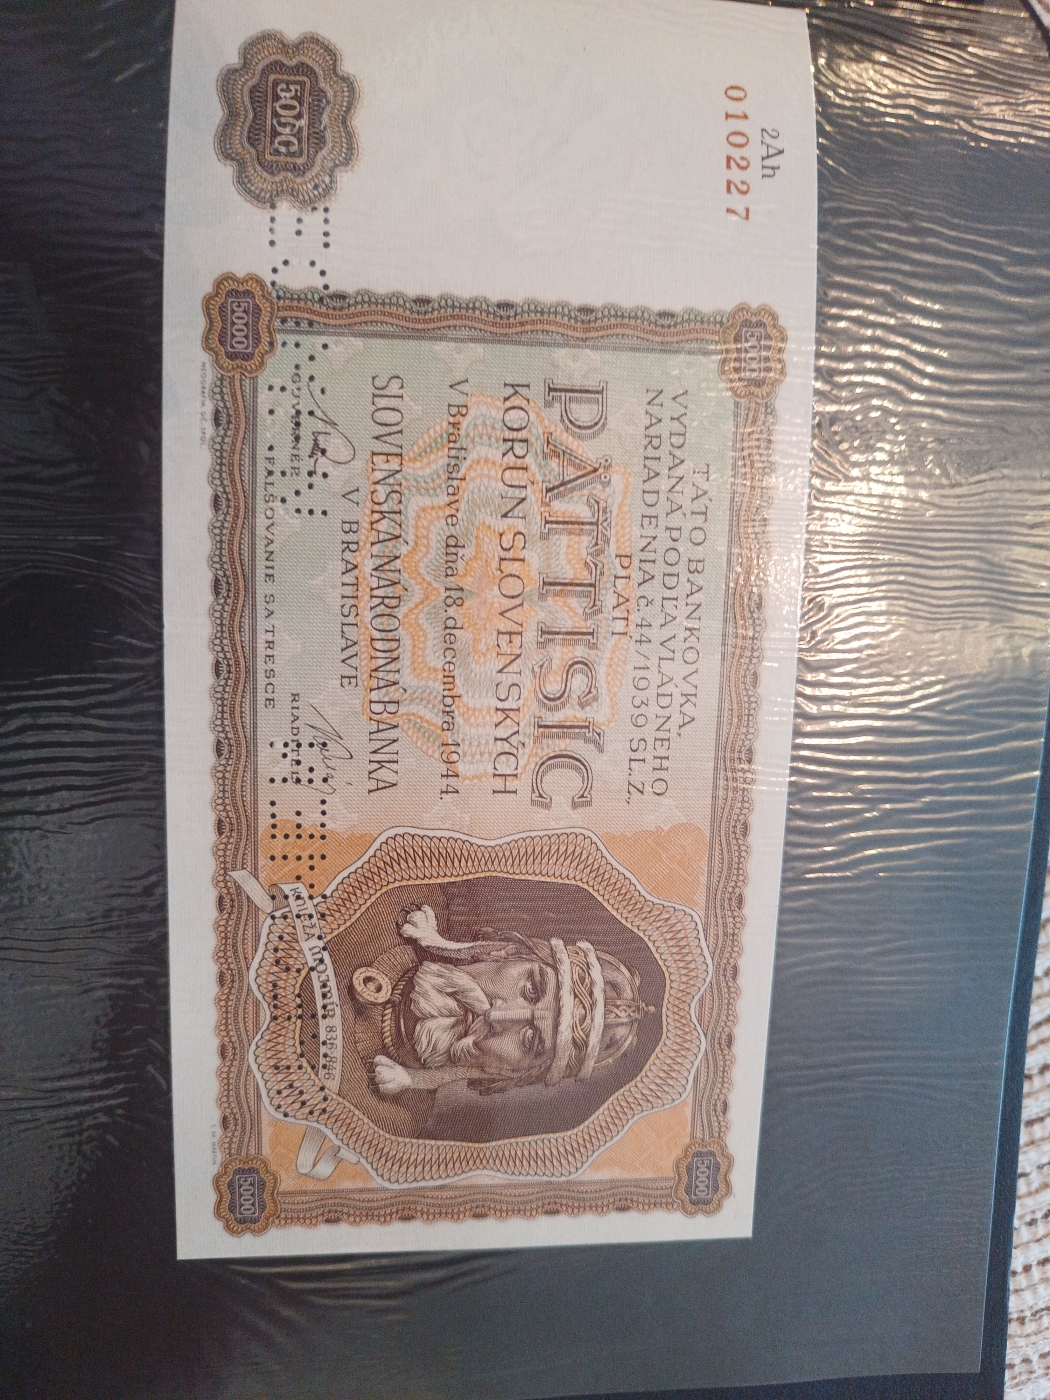 2Ah
010227
5000
5000
TÁTO BANKOVKA,
VYDANÁ PODĽA VLÁDNEHO
NARIADENIA Č. 44/1939 SL. Z.,
PLATÍ
PÄŤTISÍC
KORÚN SLOVENSKÝCH
V Bratislave dňa 18. decembra 1944.
SLOVENSKÁ NÁRODNÁ BANKA
V BRATISLAVE
GUVERNÉR
FALŠOVANIE SA TRESCE
5000
5000
5000